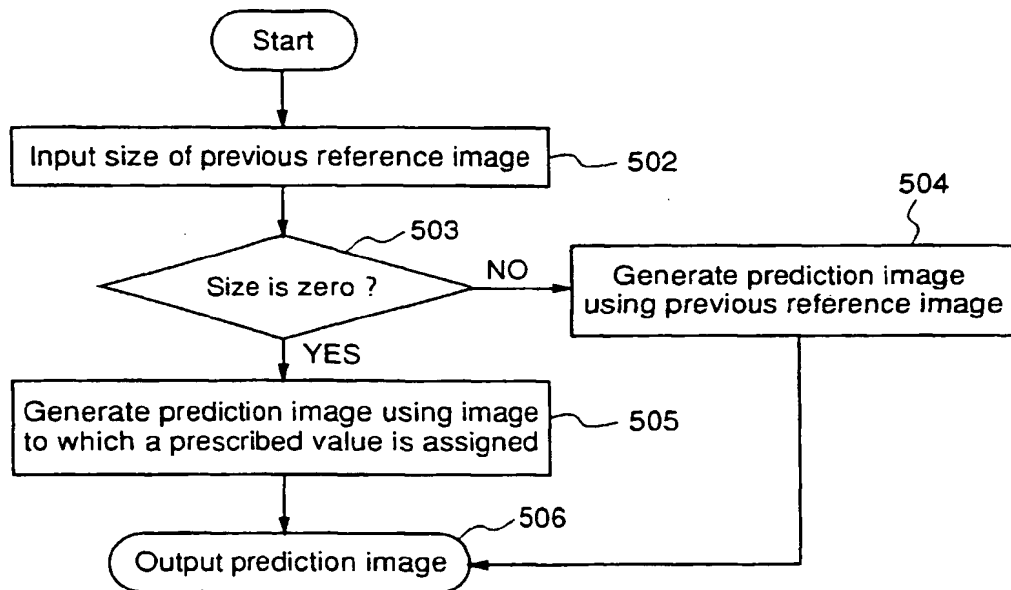 Start
Input size of previous reference image
502
503
Size is zero ?
NO
504
Generate prediction image
using previous reference image
YES
Generate prediction image using image
to which a prescribed value is assigned
505
506
Output prediction image